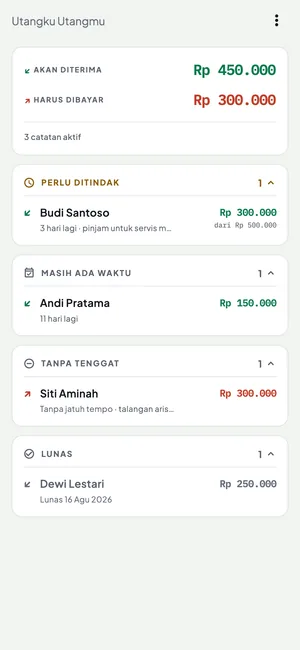 Utangku Utangmu
AKAN DITERIMA Rp 450.000
HARUS DIBAYAR Rp 300.000
3 catatan aktif
PERLU DITINDAK 1
Budi Santoso Rp 300.000
3 hari lagi · pinjam untuk servis m... dari Rp 500.000
MASIH ADA WAKTU 1
Andi Pratama Rp 150.000
11 hari lagi
TANPA TENGGAT 1
Siti Aminah Rp 300.000
Tanpa jatuh tempo · talangan aris...
LUNAS 1
Dewi Lestari Rp 250.000
Lunas 16 Agu 2026